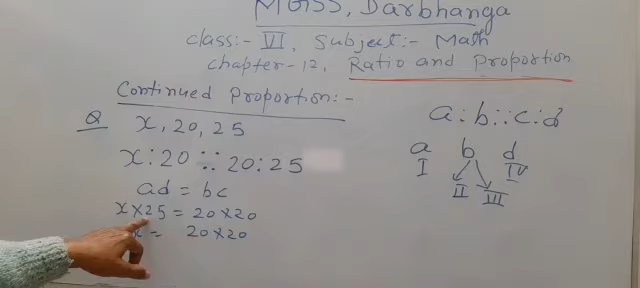 MGSS, Darbhanga
class:- VI, Subject:- Math
chapter-12, Ratio and Proportion
Continued Proportion:-
Q x, 20, 25
x : 20 :: 20 : 25
ad = bc
x × 25 = 20 × 20
= 20 × 20
a : b :: c : d
a b d
I II III IV